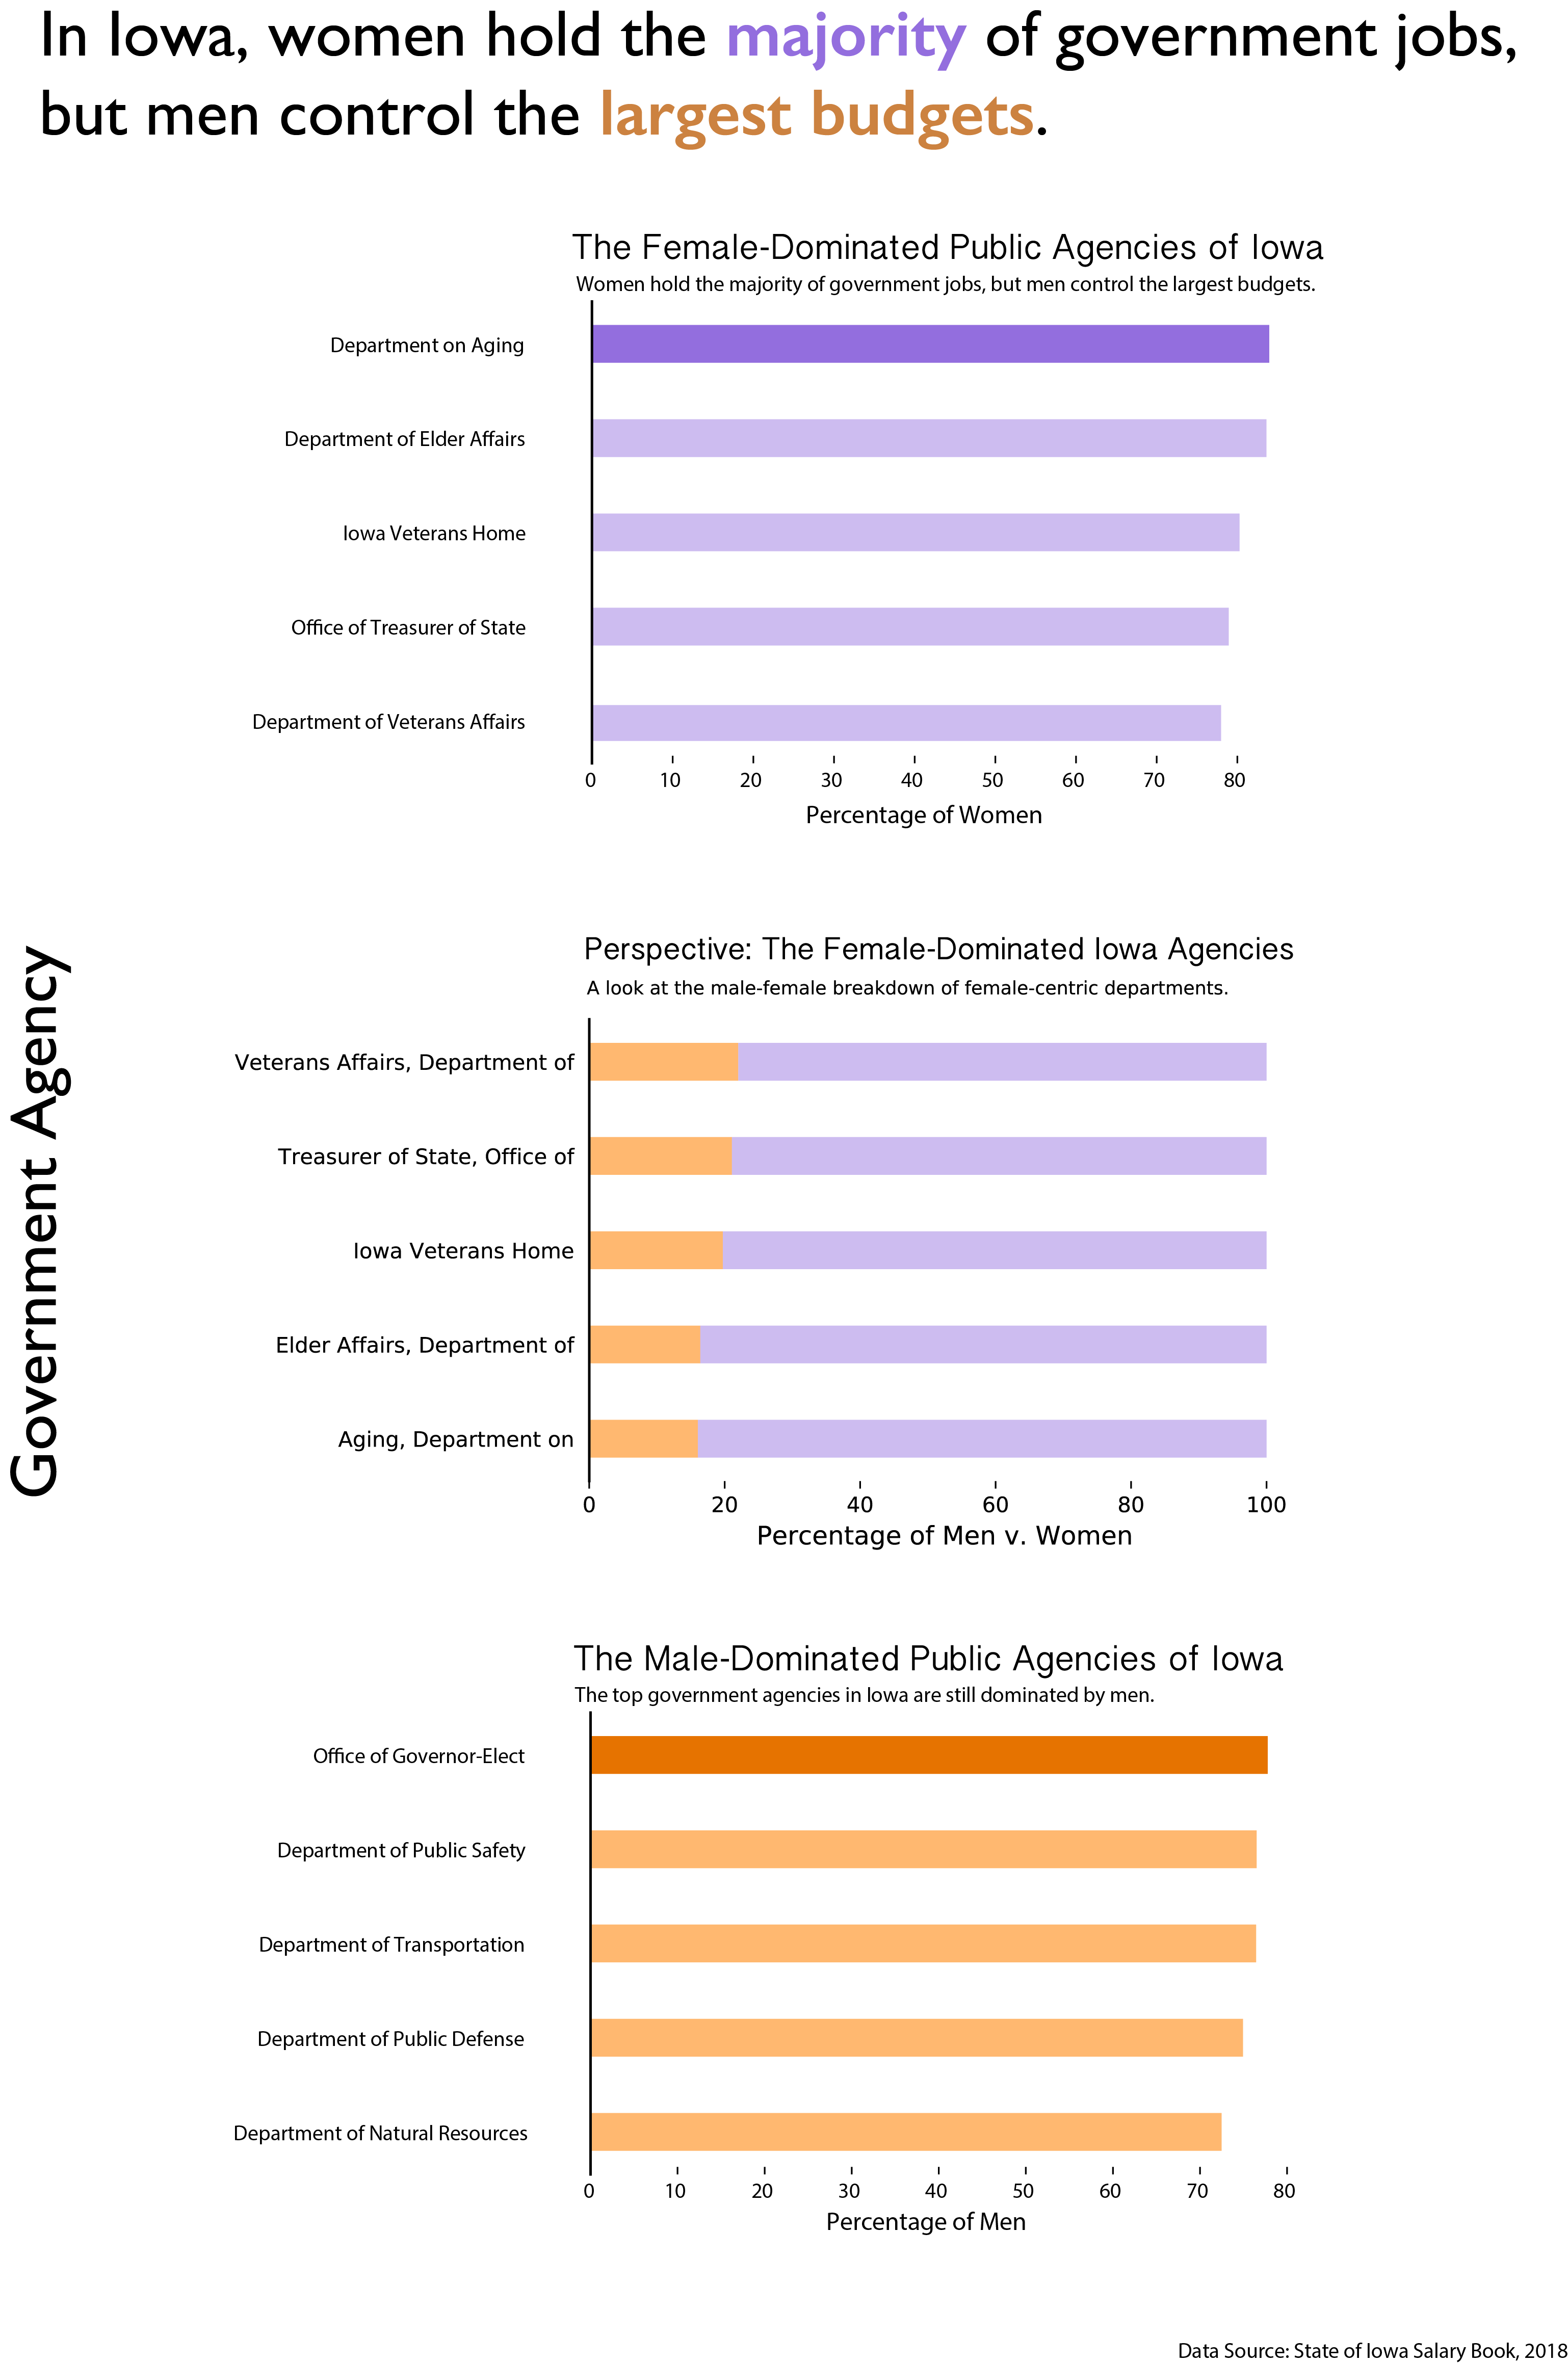 In Iowa, women hold the majority of government jobs,
but men control the largest budgets.
The Female-Dominated Public Agencies of Iowa
Women hold the majority of government jobs, but men control the largest budgets.
Department on Aging
Department of Elder Affairs
Iowa Veterans Home
Office of Treasurer of State
Department of Veterans Affairs
0 10 20 30 40 50 60 70 80
Percentage of Women
Government Agency
Perspective: The Female-Dominated Iowa Agencies
A look at the male-female breakdown of female-centric departments.
Veterans Affairs, Department of
Treasurer of State, Office of
Iowa Veterans Home
Elder Affairs, Department of
Aging, Department on
0 20 40 60 80 100
Percentage of Men v. Women
The Male-Dominated Public Agencies of Iowa
The top government agencies in Iowa are still dominated by men.
Office of Governor-Elect
Department of Public Safety
Department of Transportation
Department of Public Defense
Department of Natural Resources
0 10 20 30 40 50 60 70 80
Percentage of Men
Data Source: State of Iowa Salary Book, 2018